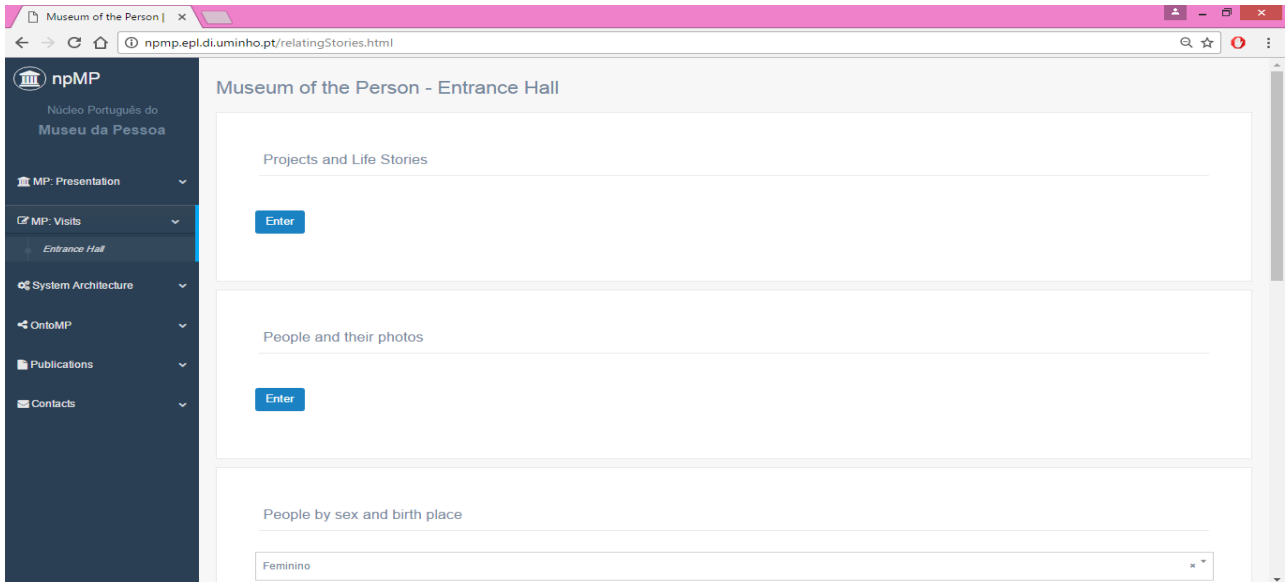 Museum of the Person |
npmp.epl.di.uminho.pt/relatingStories.html
npMP
Núcleo Português do
Museu da Pessoa
MP: Presentation
MP: Visits
Entrance Hall
System Architecture
OntoMP
Publications
Contacts
Museum of the Person - Entrance Hall
Projects and Life Stories
Enter
People and their photos
Enter
People by sex and birth place
Feminino